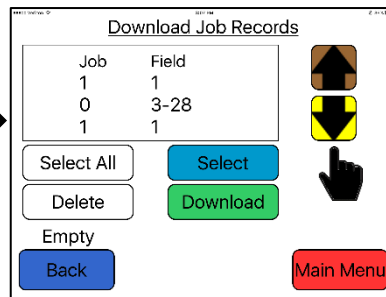 Download Job Records
Job Field
1 1
0 3-28
1 1
Select All Select
Delete Download
Empty
Back Main Menu